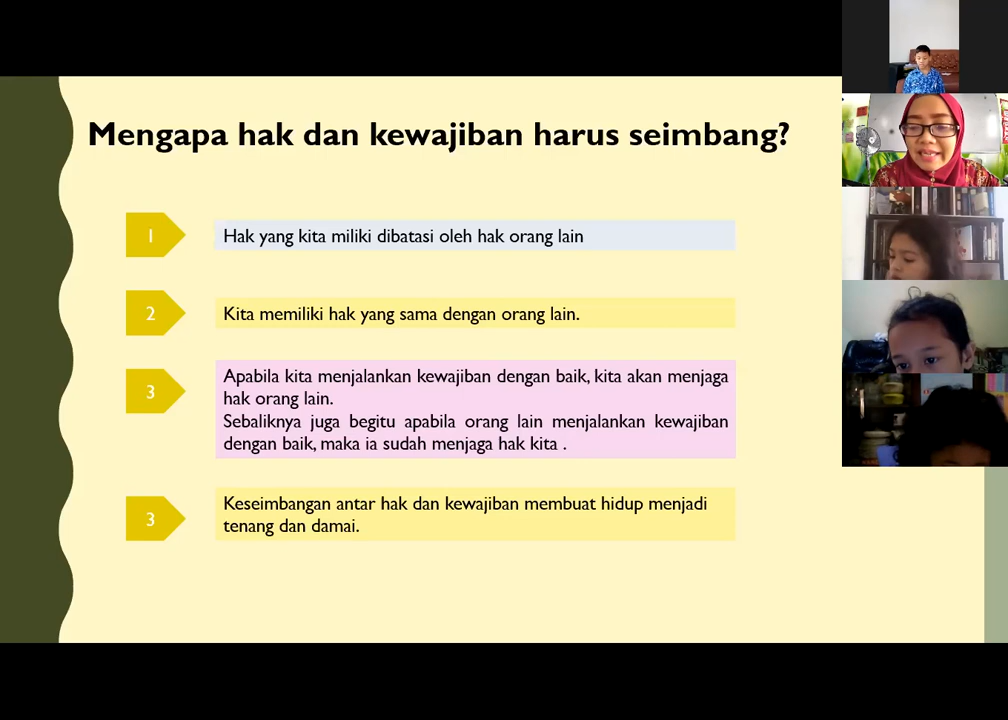 Mengapa hak dan kewajiban harus seimbang?
1
Hak yang kita miliki dibatasi oleh hak orang lain
2
Kita memiliki hak yang sama dengan orang lain.
3
Apabila kita menjalankan kewajiban dengan baik, kita akan menjaga
hak orang lain.
Sebaliknya juga begitu apabila orang lain menjalankan kewajiban
dengan baik, maka ia sudah menjaga hak kita .
3
Keseimbangan antar hak dan kewajiban membuat hidup menjadi
tenang dan damai.